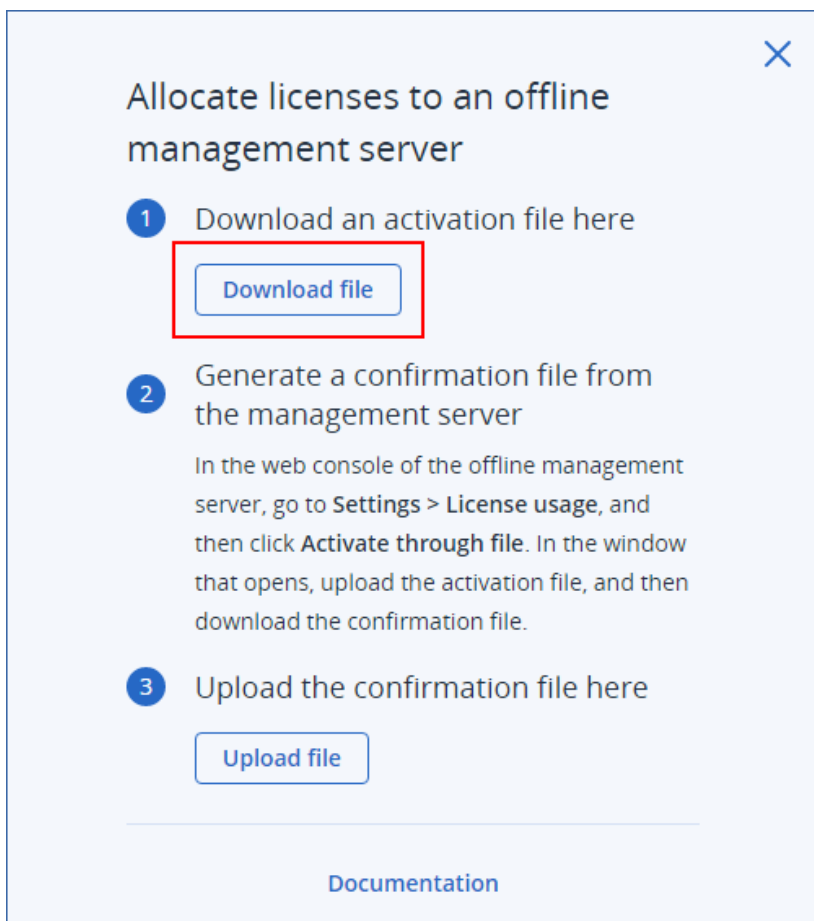 Allocate licenses to an offline
management server
1 Download an activation file here
Download file
2 Generate a confirmation file from
the management server
In the web console of the offline management
server, go to Settings > License usage, and
then click Activate through file. In the window
that opens, upload the activation file, and then
download the confirmation file.
3 Upload the confirmation file here
Upload file
Documentation